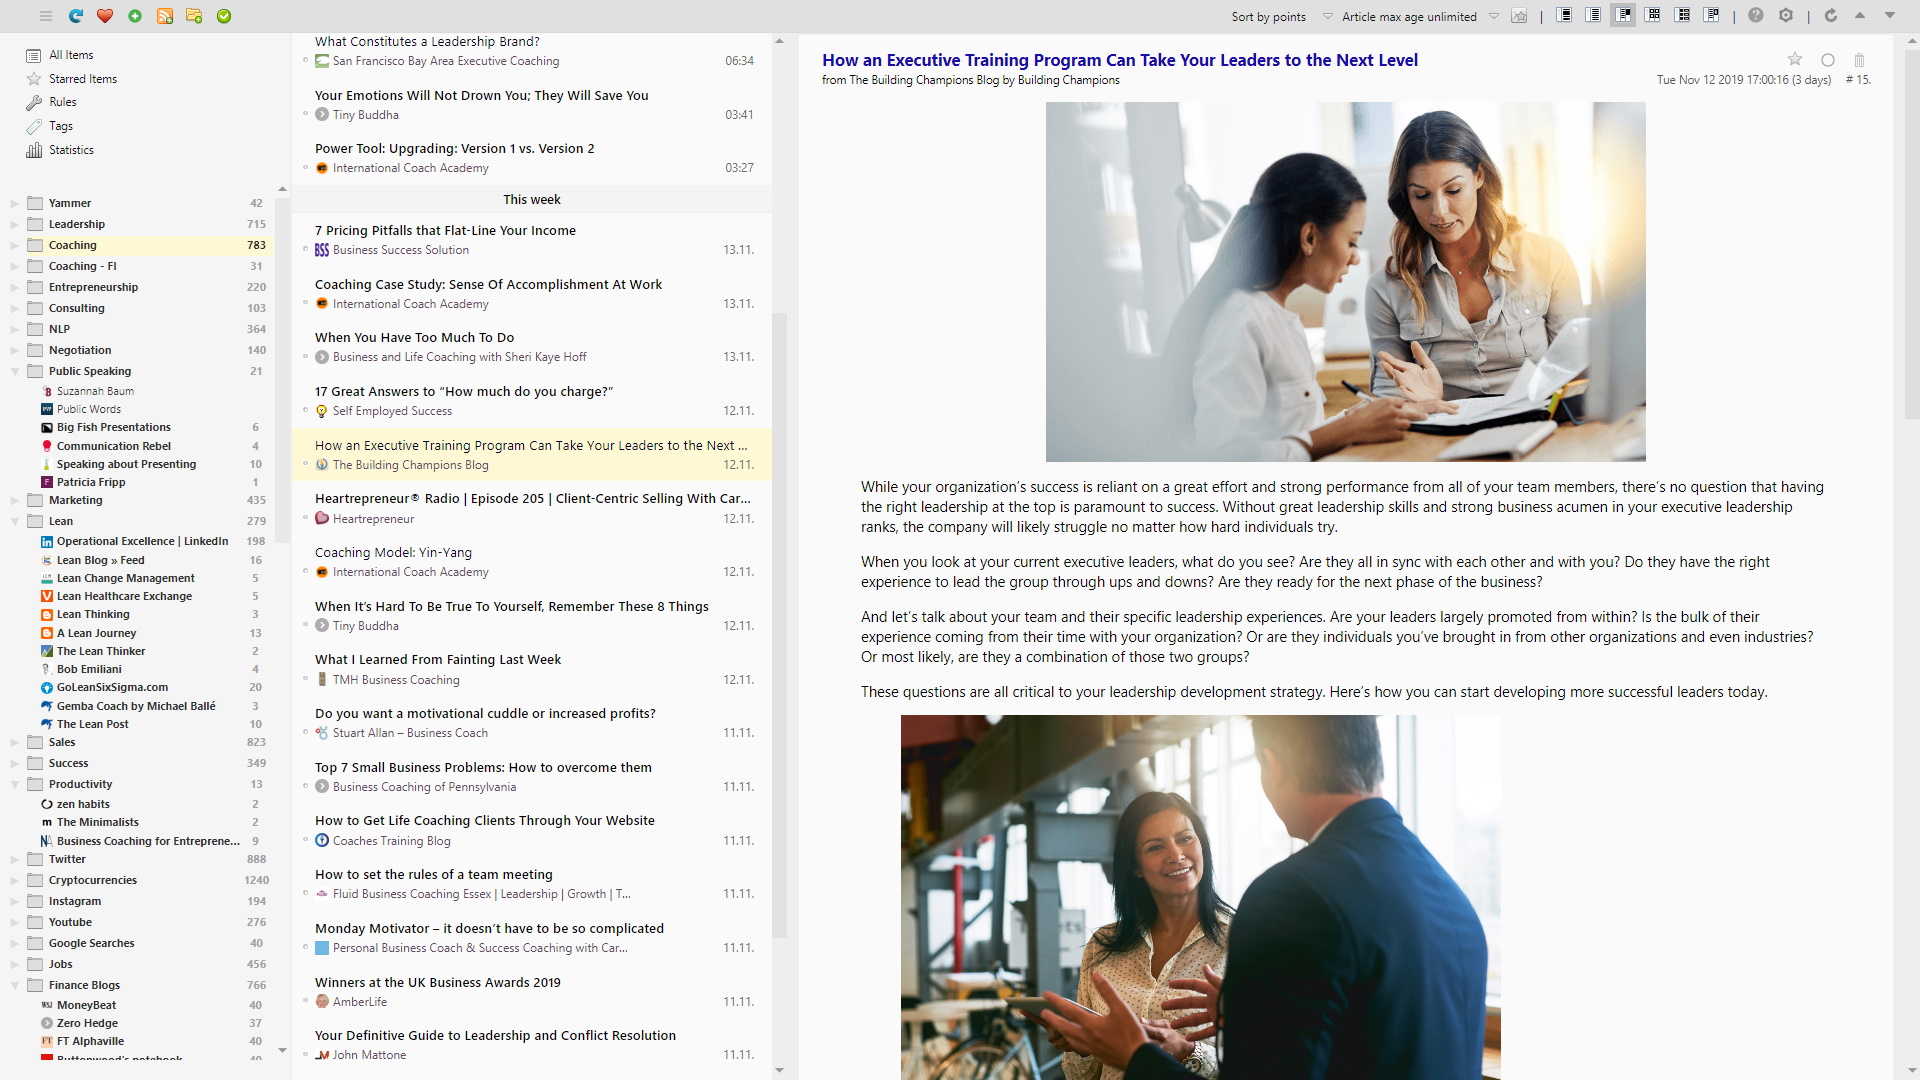 Sort by points
Article max age unlimited
All Items
Starred Items
Rules
Tags
Statistics
Yammer 42
Leadership 715
Coaching 783
Coaching - FI 31
Entrepreneurship 220
Consulting 103
NLP 364
Negotiation 140
Public Speaking 21
Suzannah Baum
Public Words
Big Fish Presentations 6
Communication Rebel 4
Speaking about Presenting 10
Patricia Fripp 1
Marketing 435
Lean 279
Operational Excellence | LinkedIn 198
Lean Blog » Feed 16
Lean Change Management 5
Lean Healthcare Exchange 5
Lean Thinking 3
A Lean Journey 13
The Lean Thinker 2
Bob Emiliani 4
GoLeanSixSigma.com 20
Gemba Coach by Michael Ballé 3
The Lean Post 10
Sales 823
Success 349
Productivity 13
zen habits 2
The Minimalists 2
Business Coaching for Entreprene... 9
Twitter 888
Cryptocurrencies 1240
Instagram 194
Youtube 276
Google Searches 40
Jobs 456
Finance Blogs 766
MoneyBeat 40
Zero Hedge 37
FT Alphaville 40
What Constitutes a Leadership Brand?
San Francisco Bay Area Executive Coaching 06:34
Your Emotions Will Not Drown You; They Will Save You
Tiny Buddha 03:41
Power Tool: Upgrading: Version 1 vs. Version 2
International Coach Academy 03:27
This week
7 Pricing Pitfalls that Flat-Line Your Income
BSS Business Success Solution 13.11.
Coaching Case Study: Sense Of Accomplishment At Work
International Coach Academy 13.11.
When You Have Too Much To Do
Business and Life Coaching with Sheri Kaye Hoff 13.11.
17 Great Answers to “How much do you charge?”
Self Employed Success 12.11.
How an Executive Training Program Can Take Your Leaders to the Next ...
The Building Champions Blog 12.11.
Heartrepreneur® Radio | Episode 205 | Client-Centric Selling With Car...
Heartrepreneur 12.11.
Coaching Model: Yin-Yang
International Coach Academy 12.11.
When It’s Hard To Be True To Yourself, Remember These 8 Things
Tiny Buddha 12.11.
What I Learned From Fainting Last Week
TMH Business Coaching 12.11.
Do you want a motivational cuddle or increased profits?
Stuart Allan – Business Coach 11.11.
Top 7 Small Business Problems: How to overcome them
Business Coaching of Pennsylvania 11.11.
How to Get Life Coaching Clients Through Your Website
Coaches Training Blog 11.11.
How to set the rules of a team meeting
Fluid Business Coaching Essex | Leadership | Growth | T... 11.11.
Monday Motivator – it doesn’t have to be so complicated
Personal Business Coach & Success Coaching with Car... 11.11.
Winners at the UK Business Awards 2019
AmberLife 11.11.
Your Definitive Guide to Leadership and Conflict Resolution
John Mattone 11.11.
How an Executive Training Program Can Take Your Leaders to the Next Level
from The Building Champions Blog by Building Champions Tue Nov 12 2019 17:00:16 (3 days) # 15.
While your organization’s success is reliant on a great effort and strong performance from all of your team members, there’s no question that having
the right leadership at the top is paramount to success. Without great leadership skills and strong business acumen in your executive leadership
ranks, the company will likely struggle no matter how hard individuals try.
When you look at your current executive leaders, what do you see? Are they all in sync with each other and with you? Do they have the right
experience to lead the group through ups and downs? Are they ready for the next phase of the business?
And let’s talk about your team and their specific leadership experiences. Are your leaders largely promoted from within? Is the bulk of their
experience coming from their time with your organization? Or are they individuals you’ve brought in from other organizations and even industries?
Or most likely, are they a combination of those two groups?
These questions are all critical to your leadership development strategy. Here’s how you can start developing more successful leaders today.